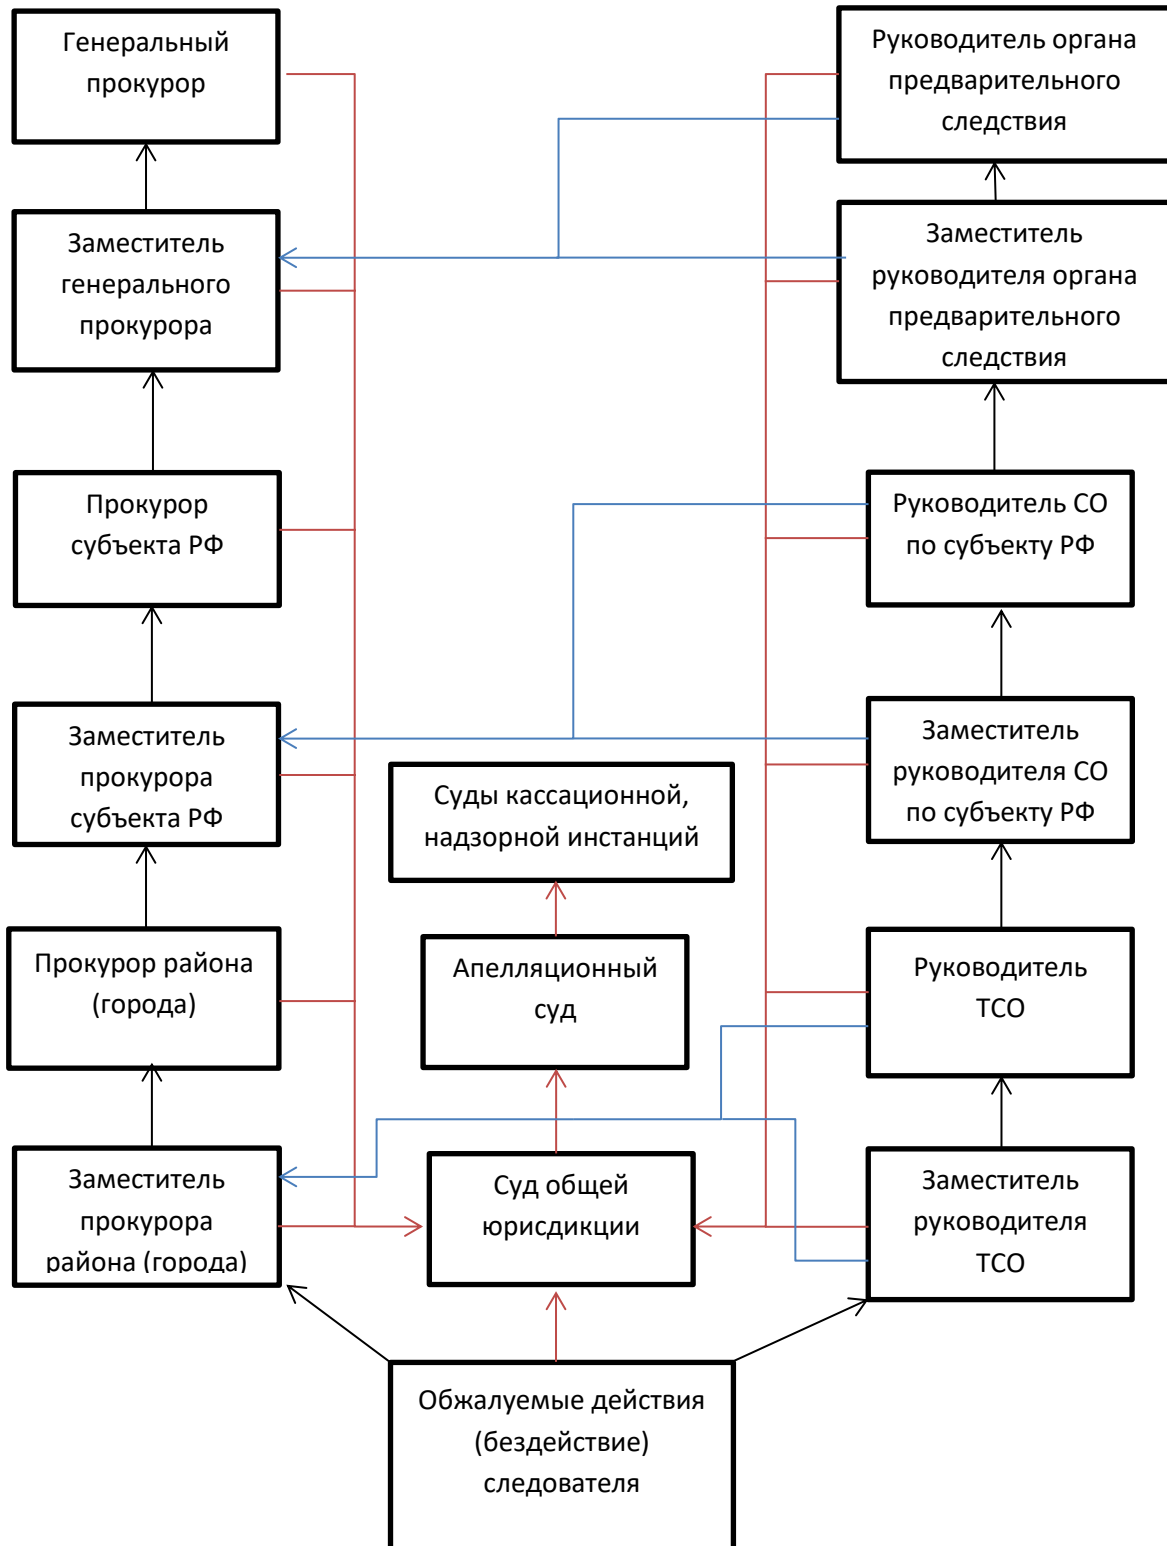 Генеральный
прокурор
Руководитель органа
предварительного
следствия
Заместитель
генерального
прокурора
Заместитель
руководителя органа
предварительного
следствия
Прокурор
субъекта РФ
Руководитель СО
по субъекту РФ
Заместитель
прокурора
субъекта РФ
Суды кассационной,
надзорной инстанций
Заместитель
руководителя СО
по субъекту РФ
Прокурор района
(города)
Апелляционный
суд
Руководитель
ТСО
Заместитель
прокурора
района (города)
Суд общей
юрисдикции
Заместитель
руководителя
ТСО
Обжалуемые действия
(бездействие)
следователя